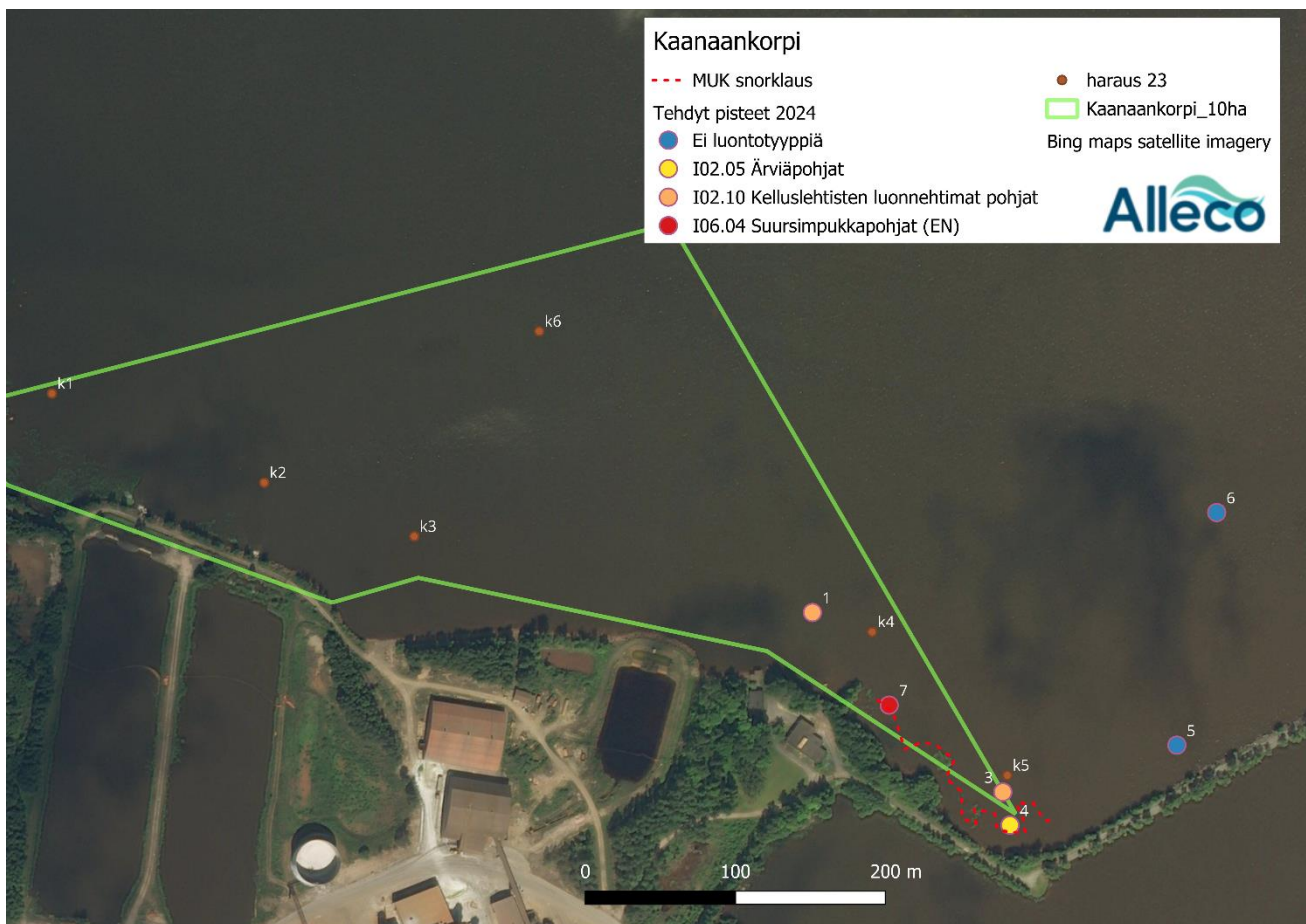 Kaanaankorpi
MUK snorklaus
Tehdyt pisteet 2024
Ei luontotyyppiä
I02.05 Ärviäpohjat
I02.10 Kelluslehtisten luonnehtimat pohjat
I06.04 Suursimpukkapohjat (EN)
haraus 23
Kaanaankorpi_10ha
Bing maps satellite imagery
Alleco
k6
k1
k2
k3
6
1
k4
7
5
k5
3
4
0 100 200 m